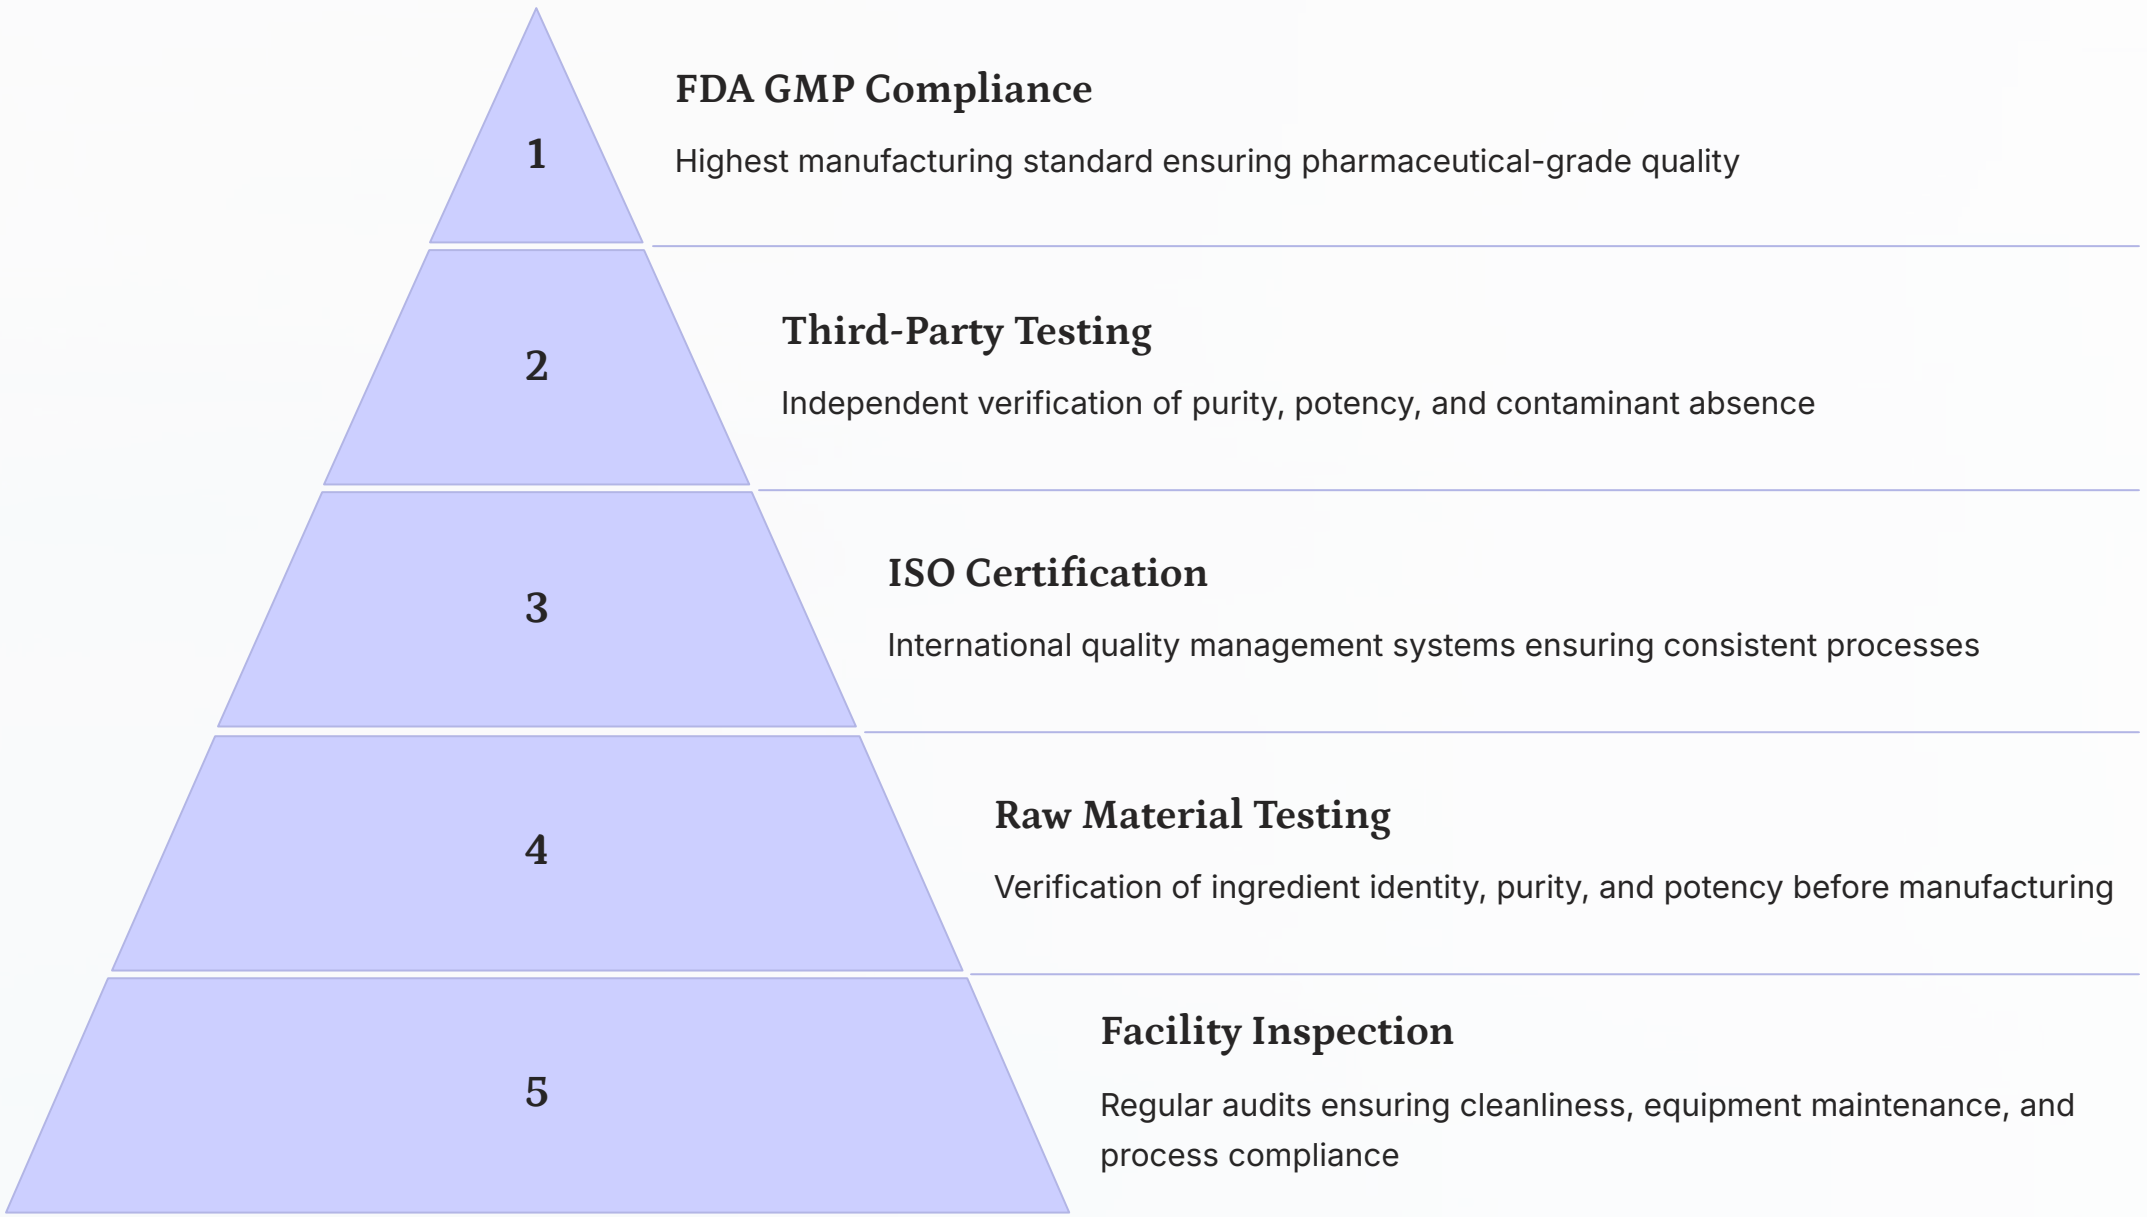 1
FDA GMP Compliance
Highest manufacturing standard ensuring pharmaceutical-grade quality
2
Third-Party Testing
Independent verification of purity, potency, and contaminant absence
3
ISO Certification
International quality management systems ensuring consistent processes
4
Raw Material Testing
Verification of ingredient identity, purity, and potency before manufacturing
5
Facility Inspection
Regular audits ensuring cleanliness, equipment maintenance, and
process compliance